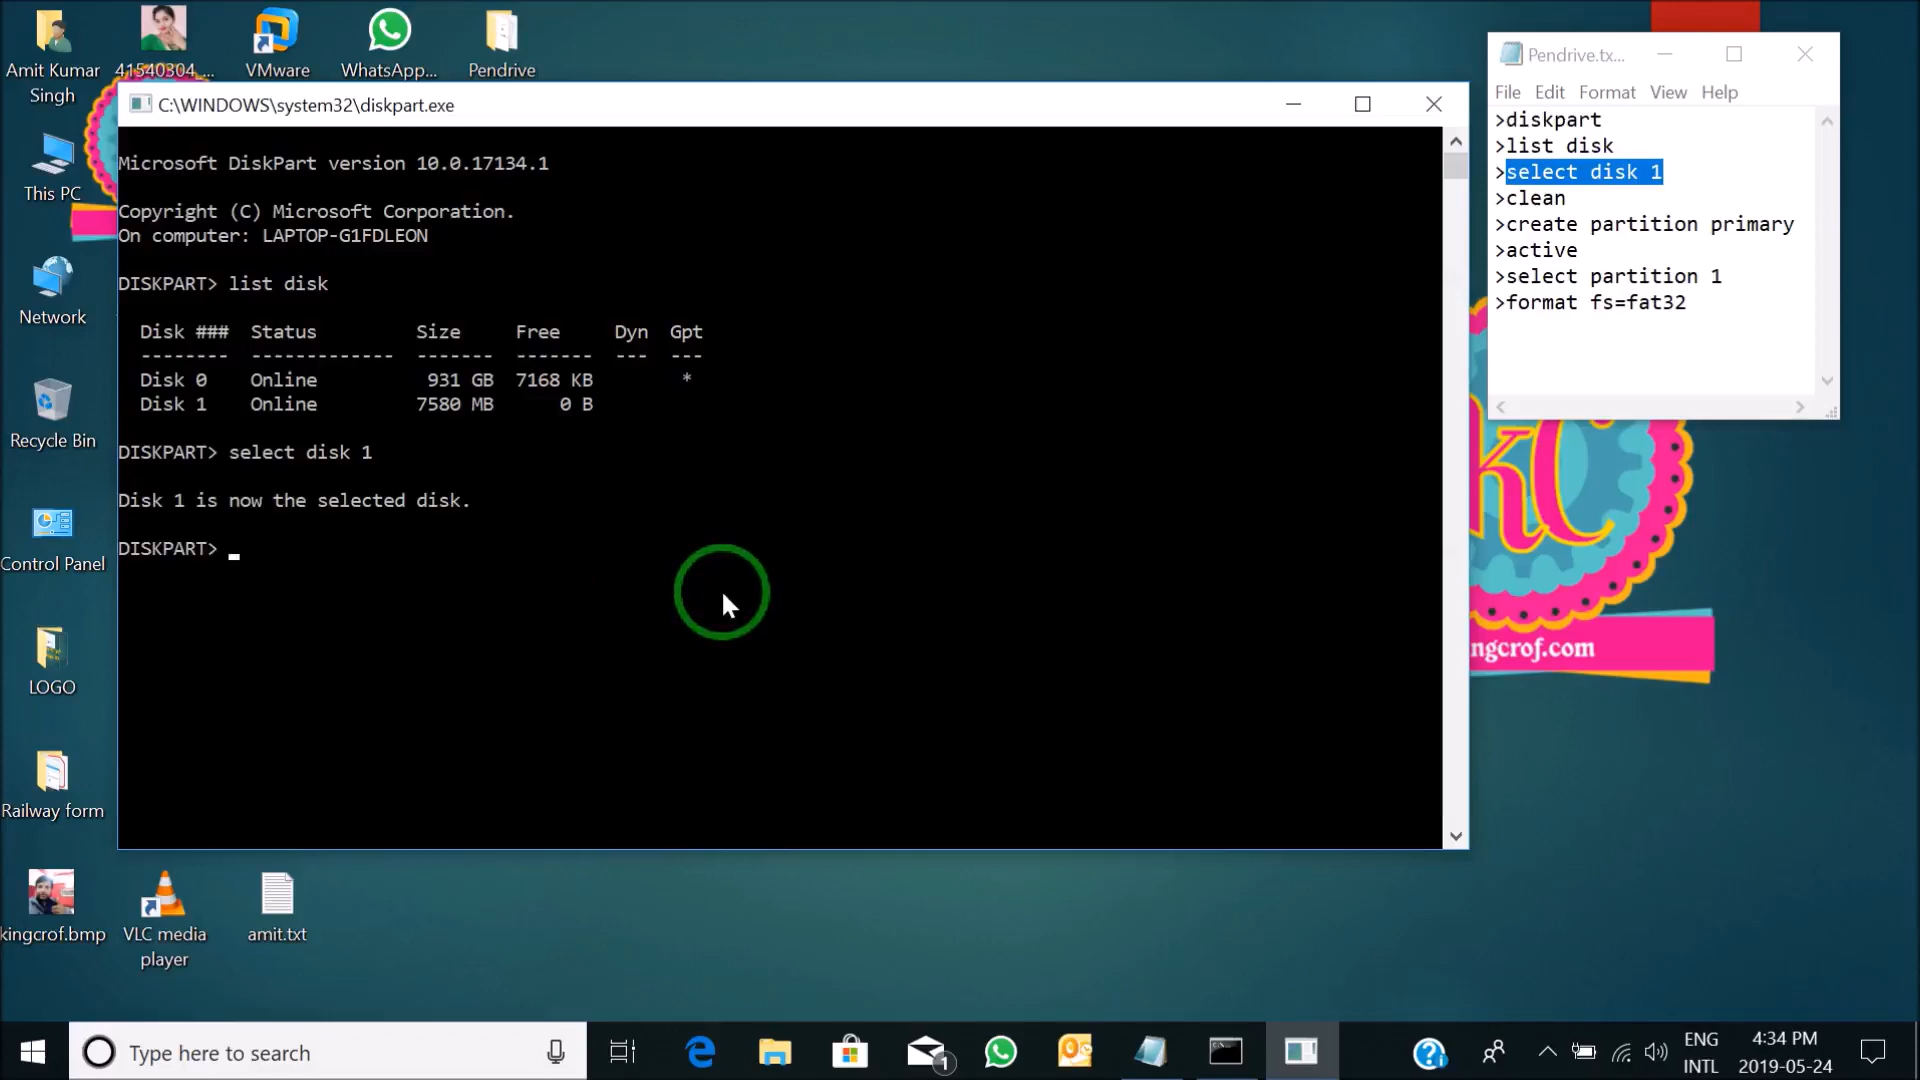 Amit Kumar
Singh
41540304_...
VMware
WhatsApp...
Pendrive
This PC
Network
Recycle Bin
Control Panel
LOGO
Railway form
kingcrof.bmp
VLC media
player
amit.txt
C:\WINDOWS\system32\diskpart.exe
Microsoft DiskPart version 10.0.17134.1
Copyright (C) Microsoft Corporation.
On computer: LAPTOP-G1FDLEON
DISKPART> list disk
Disk ### Status Size Free Dyn Gpt
-------- ------------- ------- ------- --- ---
Disk 0 Online 931 GB 7168 KB *
Disk 1 Online 7580 MB 0 B
DISKPART> select disk 1
Disk 1 is now the selected disk.
DISKPART>
Pendrive.tx...
File Edit Format View Help
>diskpart
>list disk
>select disk 1
>clean
>create partition primary
>active
>select partition 1
>format fs=fat32
kC
ngcrof.com
Type here to search
1
ENG
INTL
4:34 PM
2019-05-24